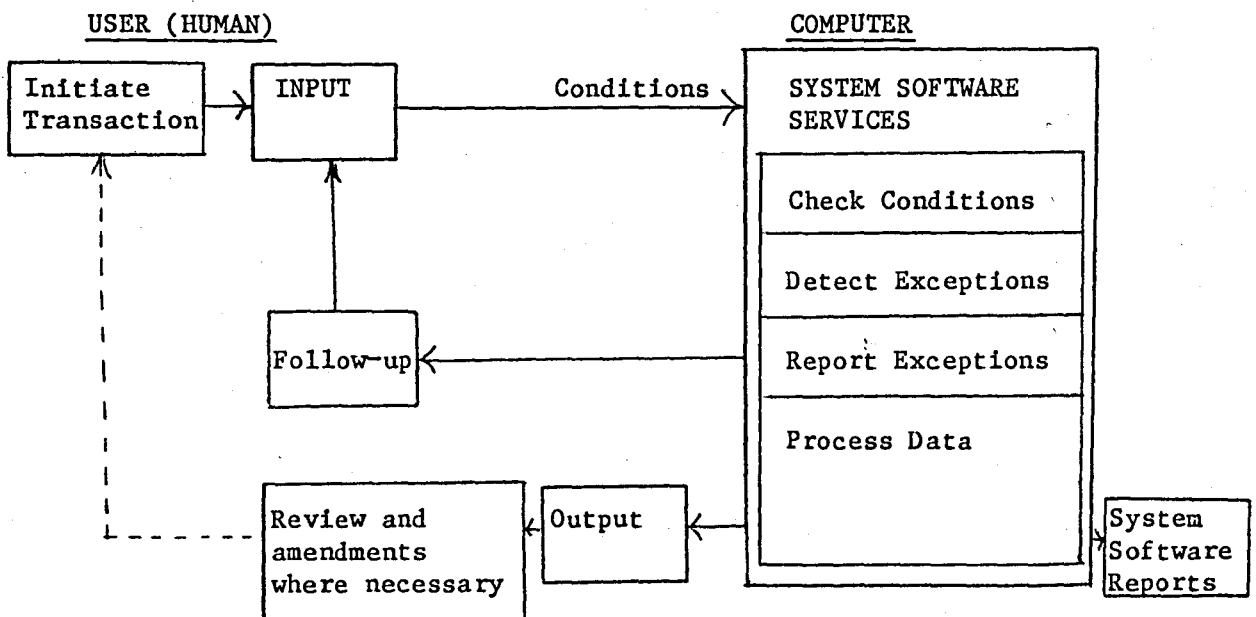 USER (HUMAN)
COMPUTER
Initiate
Transaction
INPUT
Conditions
SYSTEM SOFTWARE
SERVICES
Check Conditions
Detect Exceptions
Follow-up
Report Exceptions
Process Data
Review and
amendments
where necessary
Output
System
Software
Reports